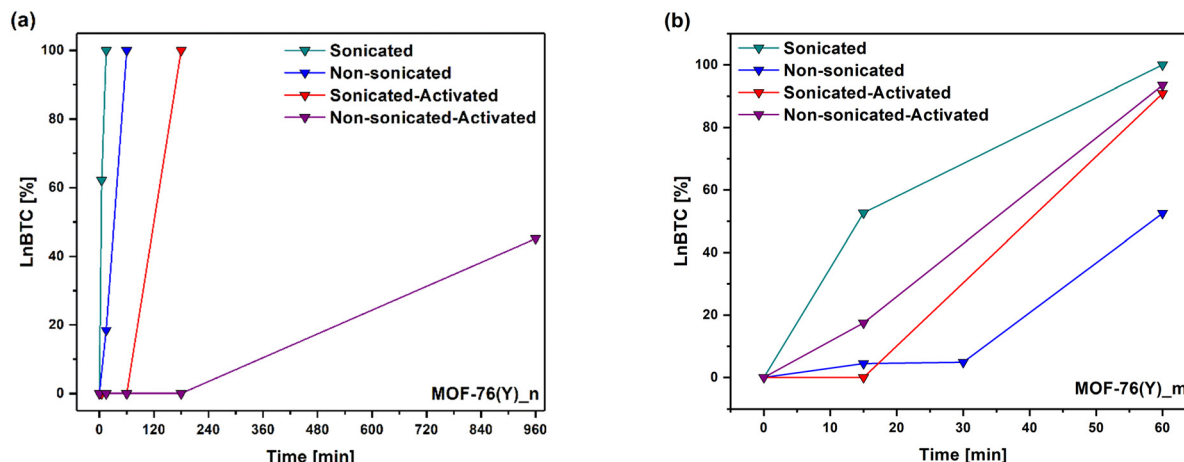 (a)
Sonicated
Non-sonicated
Sonicated-Activated
Non-sonicated-Activated
LnBTC [%]
100
80
60
40
20
0
MOF-76(Y)_n
0 120 240 360 480 600 720 840 960
Time [min]
(b)
Sonicated
Non-sonicated
Sonicated-Activated
Non-sonicated-Activated
LnBTC [%]
100
80
60
40
20
0
MOF-76(Y)_m
0 10 20 30 40 50 60
Time [min]